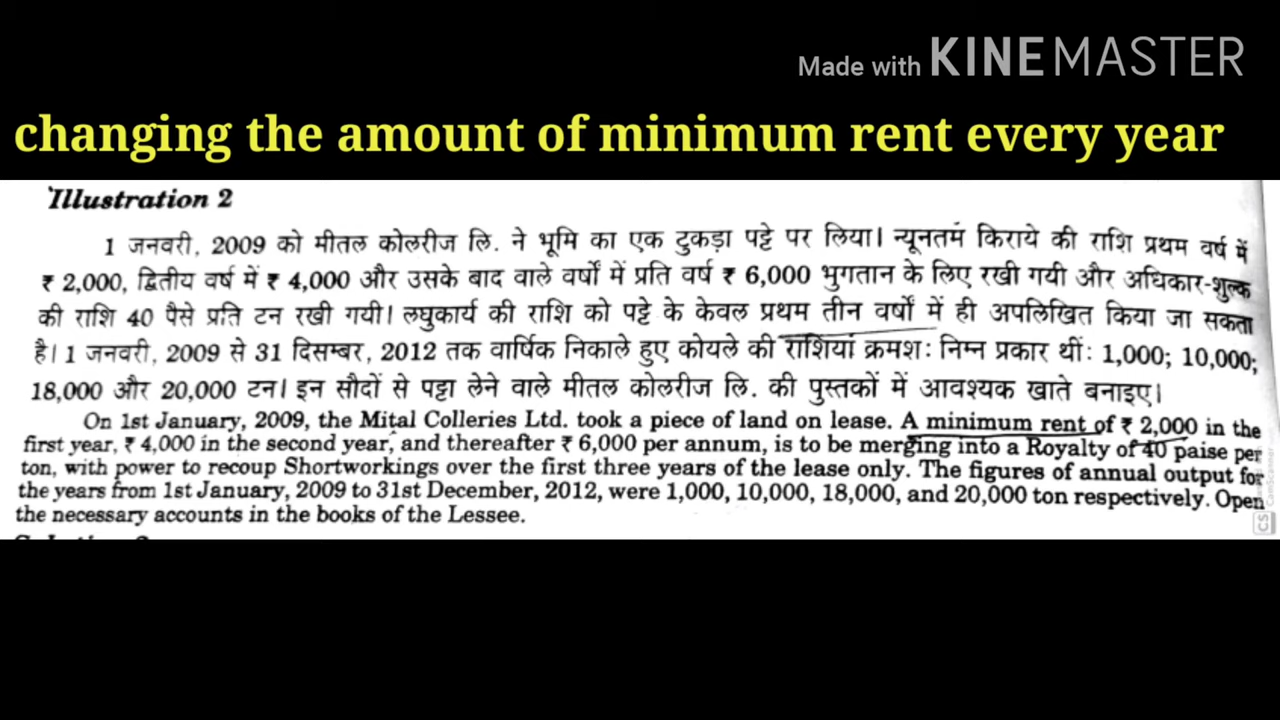 Made with KINEMASTER
changing the amount of minimum rent every year
Illustration 2
1 जनवरी, 2009 को मीतल कोलरीज लि. ने भूमि का एक टुकड़ा पट्टे पर लिया। न्यूनतम किराये की राशि प्रथम वर्ष में
₹ 2,000, द्वितीय वर्ष में ₹ 4,000 और उसके बाद वाले वर्षों में प्रति वर्ष ₹ 6,000 भुगतान के लिए रखी गयी और अधिकार-शुल्क
की राशि 40 पैसे प्रति टन रखी गयी। लघुकार्य की राशि को पट्टे के केवल प्रथम तीन वर्षों में ही अपलिखित किया जा सकता
है। 1 जनवरी, 2009 से 31 दिसम्बर, 2012 तक वार्षिक निकाले हुए कोयले की राशियां क्रमशः निम्न प्रकार थीं: 1,000; 10,000;
18,000 और 20,000 टन। इन सौदों से पट्टा लेने वाले मीतल कोलरीज लि. की पुस्तकों में आवश्यक खाते बनाइए।
On 1st January, 2009, the Mital Colleries Ltd. took a piece of land on lease. A minimum rent of ₹ 2,000 in the
first year, ₹ 4,000 in the second year, and thereafter ₹ 6,000 per annum, is to be merging into a Royalty of 40 paise per
ton, with power to recoup Shortworkings over the first three years of the lease only. The figures of annual output for
the years from 1st January, 2009 to 31st December, 2012, were 1,000, 10,000, 18,000, and 20,000 ton respectively. Open
the necessary accounts in the books of the Lessee.
CS CamScanner